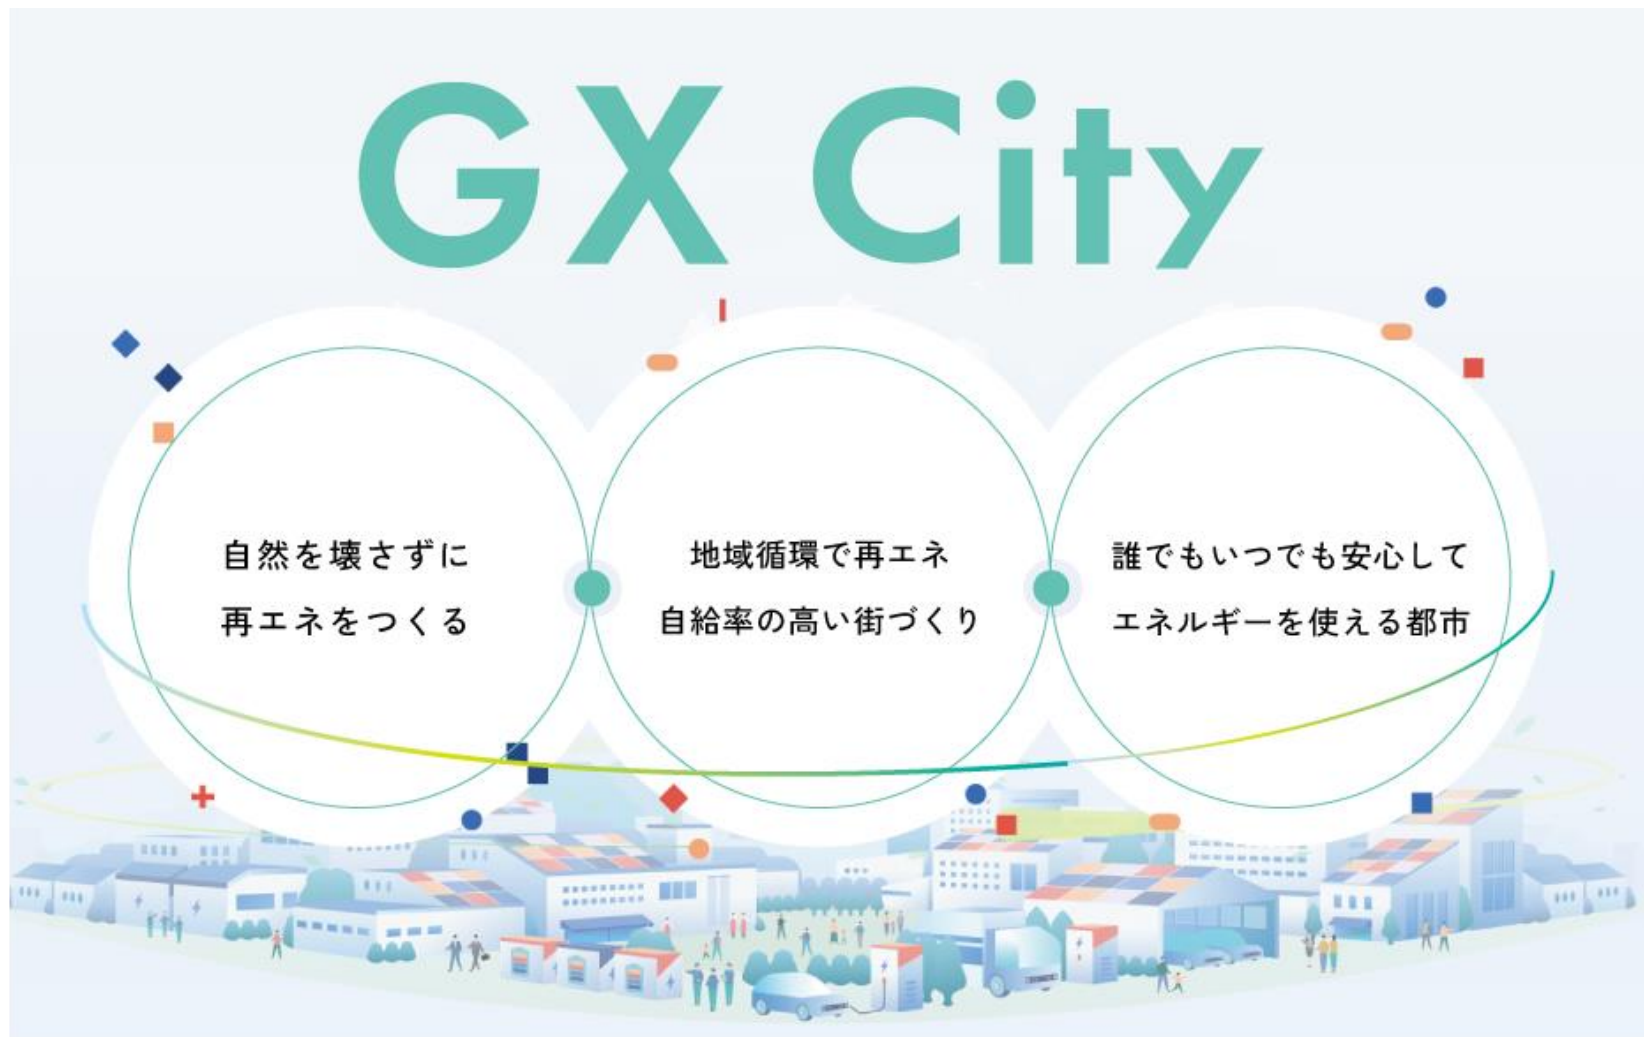 GX City
自然を壊さずに
再エネをつくる
地域循環で再エネ
自給率の高い街づくり
誰でもいつでも安心して
エネルギーを使える都市